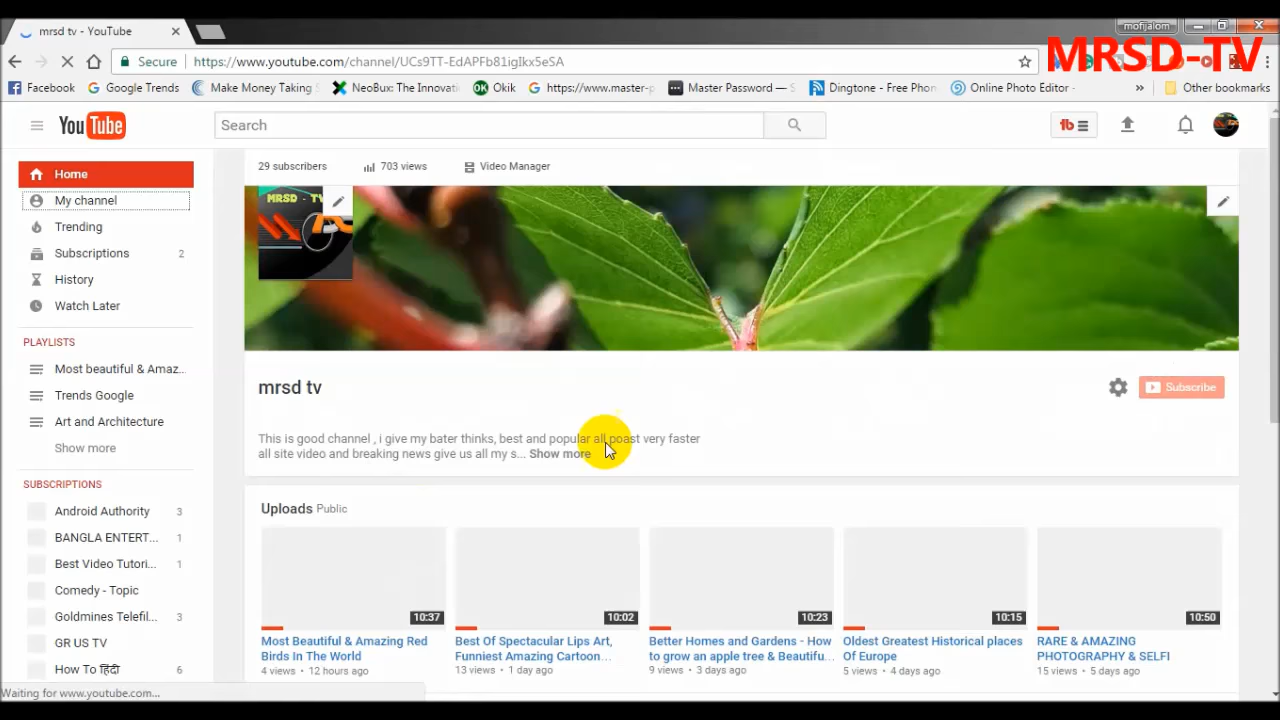 mrsd tv - YouTube
mofijalom
MRSD-TV
Secure
https://www.youtube.com/channel/UCs9TT-EdAPFb81igIkx5eSA
Facebook
Google Trends
Make Money Taking
NeoBux: The Innovati
Okik
https://www.master-p
Master Password — S
Dingtone - Free Phon
Online Photo Editor -
»
Other bookmarks
YouTube
Search
Home
My channel
Trending
Subscriptions 2
History
Watch Later
PLAYLISTS
Most beautiful & Amaz...
Trends Google
Art and Architecture
Show more
SUBSCRIPTIONS
Android Authority 3
BANGLA ENTERT... 1
Best Video Tutori... 1
Comedy - Topic
Goldmines Telefil... 3
GR US TV
How To हिंदी 6
29 subscribers
703 views
Video Manager
MRSD - TV
mrsd tv
Subscribe
This is good channel , i give my bater thinks, best and popular all poast very faster
all site video and breaking news give us all my s... Show more
Uploads Public
10:37
10:02
10:23
10:15
10:50
Most Beautiful & Amazing Red
Birds In The World
4 views • 12 hours ago
Best Of Spectacular Lips Art,
Funniest Amazing Cartoon...
13 views • 1 day ago
Better Homes and Gardens - How
to grow an apple tree & Beautifu...
9 views • 3 days ago
Oldest Greatest Historical places
Of Europe
5 views • 4 days ago
RARE & AMAZING
PHOTOGRAPHY & SELFI
15 views • 5 days ago
Waiting for www.youtube.com...